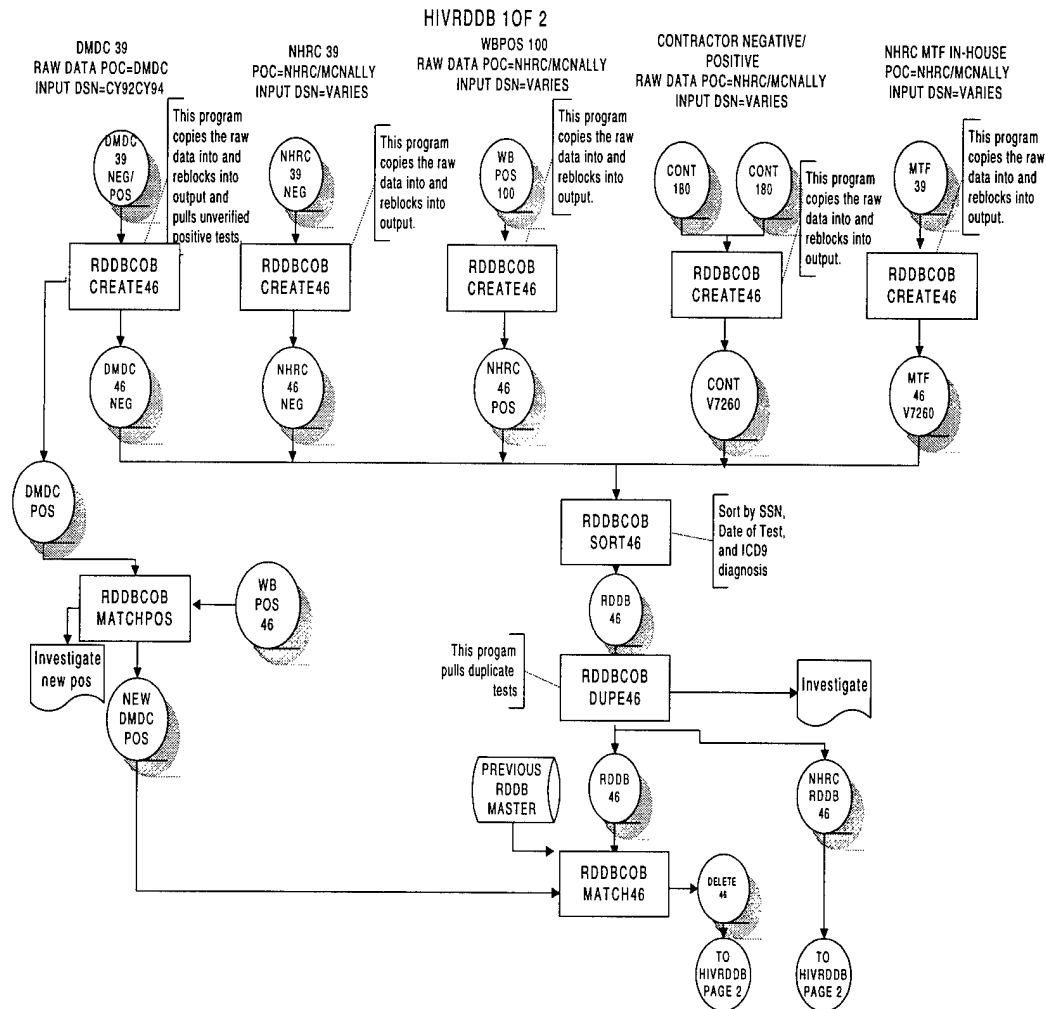 HIVRDDB 1OF 2
DMDC 39
RAW DATA POC=DMDC
INPUT DSN=CY92CY94
NHRC 39
POC=NHRC/MCNALLY
INPUT DSN=VARIES
WBPOS 100
RAW DATA POC=NHRC/MCNALLY
INPUT DSN=VARIES
CONTRACTOR NEGATIVE/
POSITIVE
RAW DATA POC=NHRC/MCNALLY
INPUT DSN=VARIES
NHRC MTF IN-HOUSE
POC=NHRC/MCNALLY
INPUT DSN=VARIES
DMDC
39
NEG/
POS
This program
copies the raw
data into and
reblocks into
output and
pulls unverified
positive tests.
NHRC
39
NEG
This program
copies the raw
data into and
reblocks into
output.
WB
POS
100
This program
copies the raw
data into and
reblocks into
output.
CONT
180
CONT
180
This program
copies the raw
data into and
reblocks into
output.
MTF
39
This program
copies the raw
data into and
reblocks into
output.
RDDBCOB
CREATE46
RDDBCOB
CREATE46
RDDBCOB
CREATE46
RDDBCOB
CREATE46
RDDBCOB
CREATE46
DMDC
46
NEG
NHRC
46
NEG
NHRC
46
POS
CONT
V7260
MTF
46
V7260
DMDC
POS
RDDBCOB
SORT46
Sort by SSN,
Date of Test,
and ICD9
diagnosis
RDDBCOB
MATCHPOS
WB
POS
46
RDDB
46
Investigate
new pos
NEW
DMDC
POS
This progam
pulls duplicate
tests
RDDBCOB
DUPE46
Investigate
PREVIOUS
RDDB
MASTER
RDDB
46
NHRC
RDDB
46
RDDBCOB
MATCH46
DELETE
46
TO
HIVRDDB
PAGE 2
TO
HIVRDDB
PAGE 2